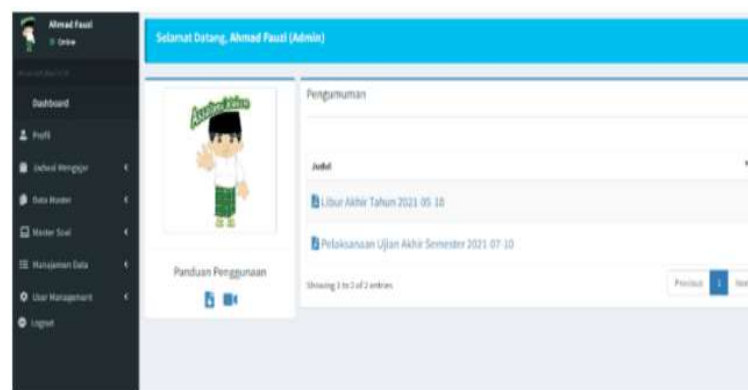 Ahmad Fauzi
Online
Dashboard
Profil
Jadwal Mengajar
Data Master
Master Soal
Manajemen Data
User Management
Logout
Selamat Datang, Ahmad Fauzi (Admin)
Panduan Penggunaan
Pengumuman
Judul
Libur Akhir Tahun 2021-05-18
Pelaksanaan Ujian Akhir Semester 2021-07-10
Showing 1 to 2 of 2 entries
Previous 1